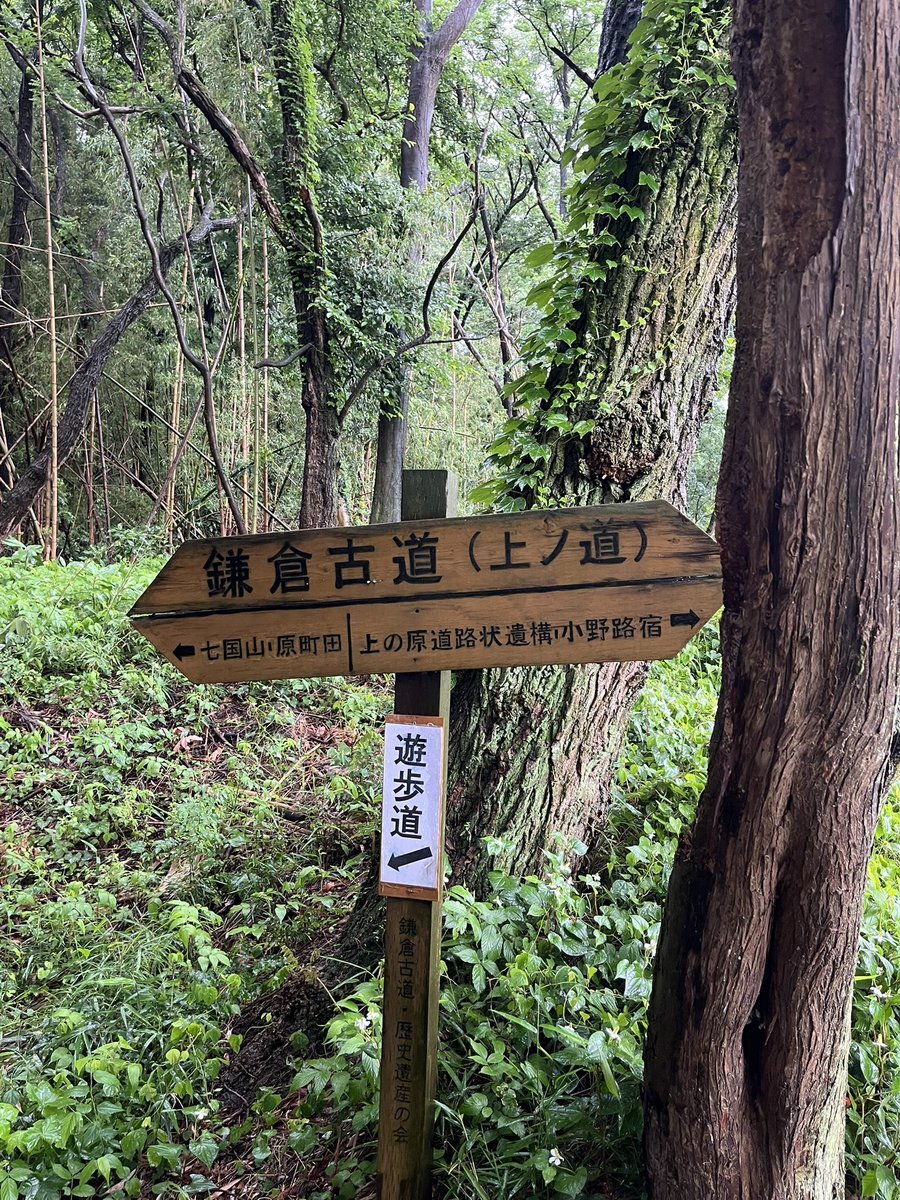 鎌倉古道(上ノ道)
←七国山・原町田|上の原道路状遺構・小野路宿→
遊歩道
←
鎌倉古道・歴史遺産の会